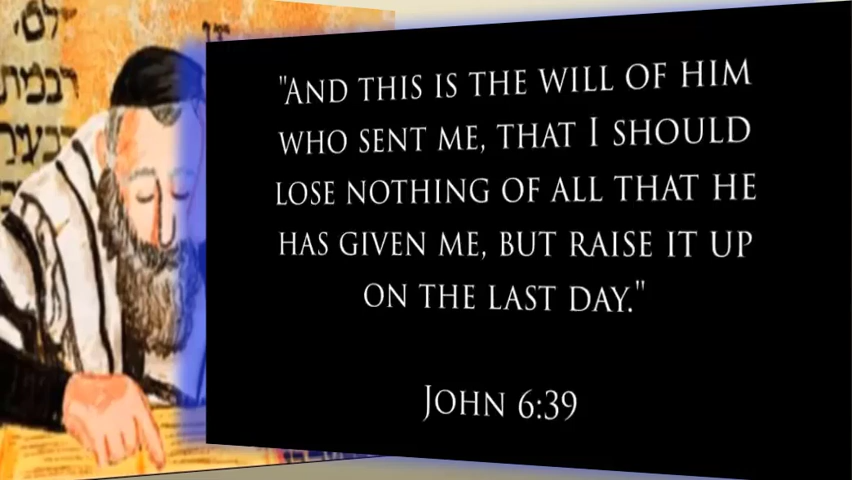 "And this is the will of Him
who sent me, that I should
lose nothing of all that He
has given me, but raise it up
on the last day."
John 6:39